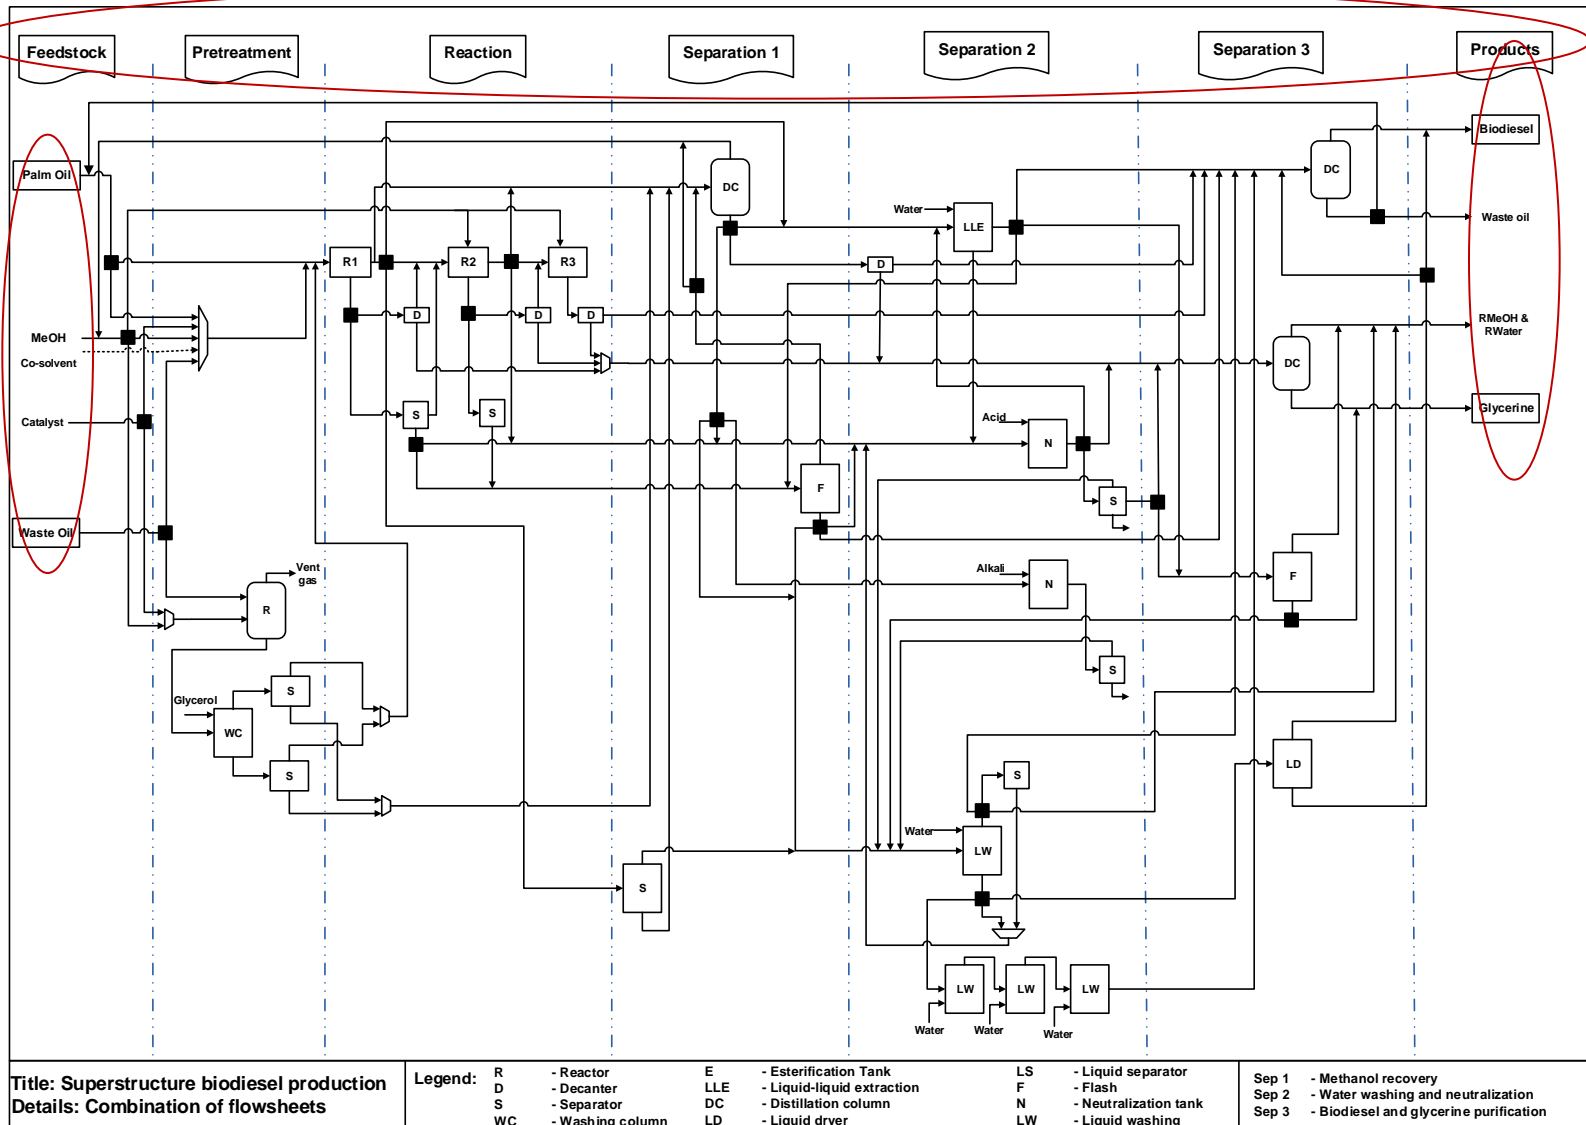 Feedstock
Pretreatment
Reaction
Separation 1
Separation 2
Separation 3
Products
Palm Oil
MeOH
Co-solvent
Catalyst
Waste Oil
R1
R2
R3
D
D
D
S
S
DC
Water
LLE
D
DC
Biodiesel
Waste oil
RMeOH &
RWater
DC
Glycerine
Acid
N
F
S
Alkali
N
F
S
Vent
gas
R
Glycerol
WC
S
S
S
S
Water
LW
LD
LW
LW
LW
Water
Water
Water
Title: Superstructure biodiesel production
Details: Combination of flowsheets
Legend:
R - Reactor
D - Decanter
S - Separator
WC - Washing column
E - Esterification Tank
LLE - Liquid-liquid extraction
DC - Distillation column
LD - Liquid dryer
LS - Liquid separator
F - Flash
N - Neutralization tank
LW - Liquid washing
Sep 1 - Methanol recovery
Sep 2 - Water washing and neutralization
Sep 3 - Biodiesel and glycerine purification